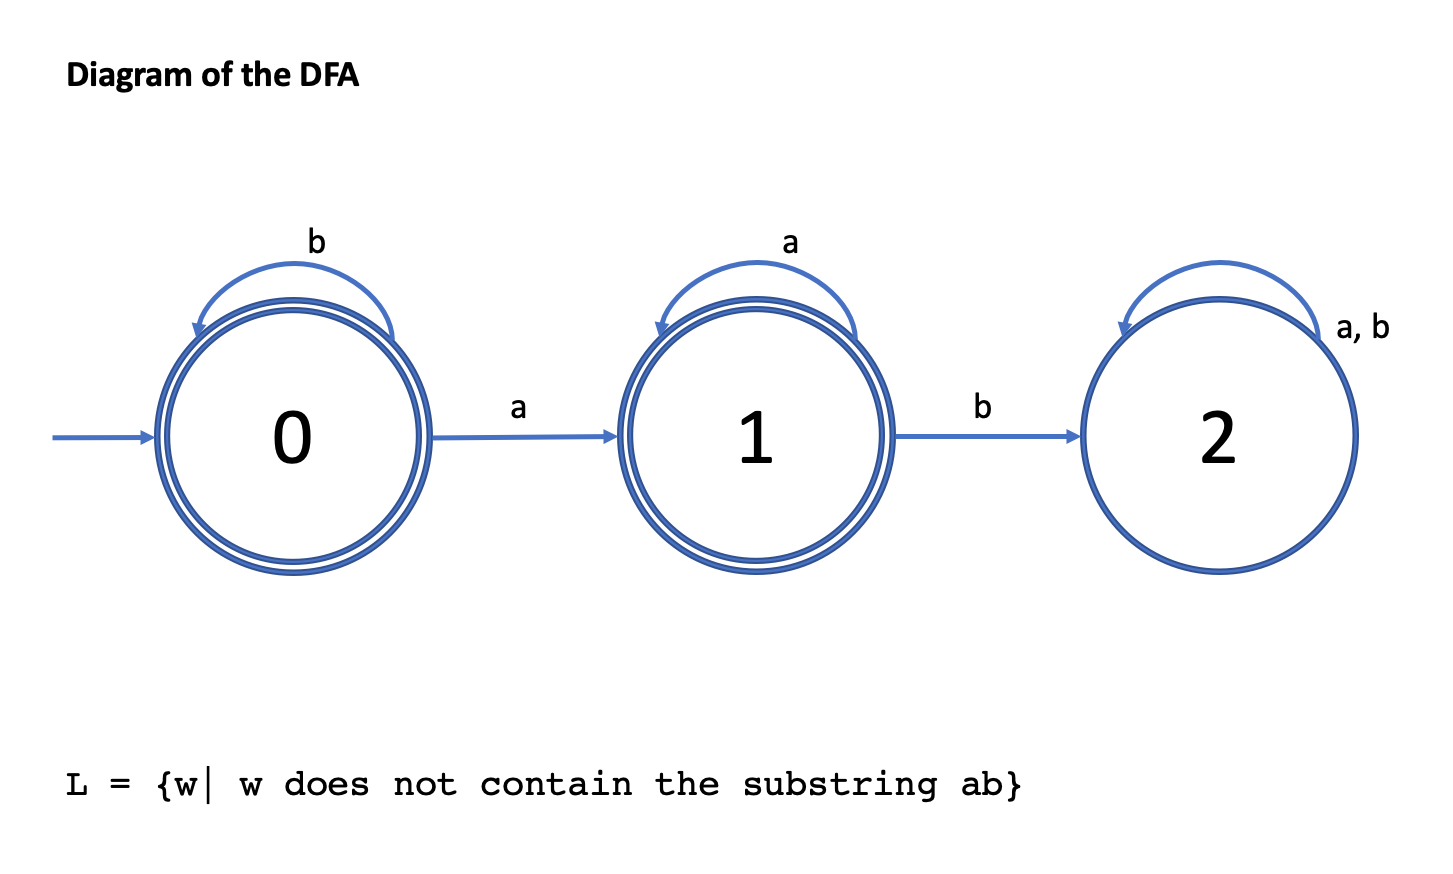 Diagram of the DFA
b
a
a, b
a
b
0
1
2
L = {w| w does not contain the substring ab}